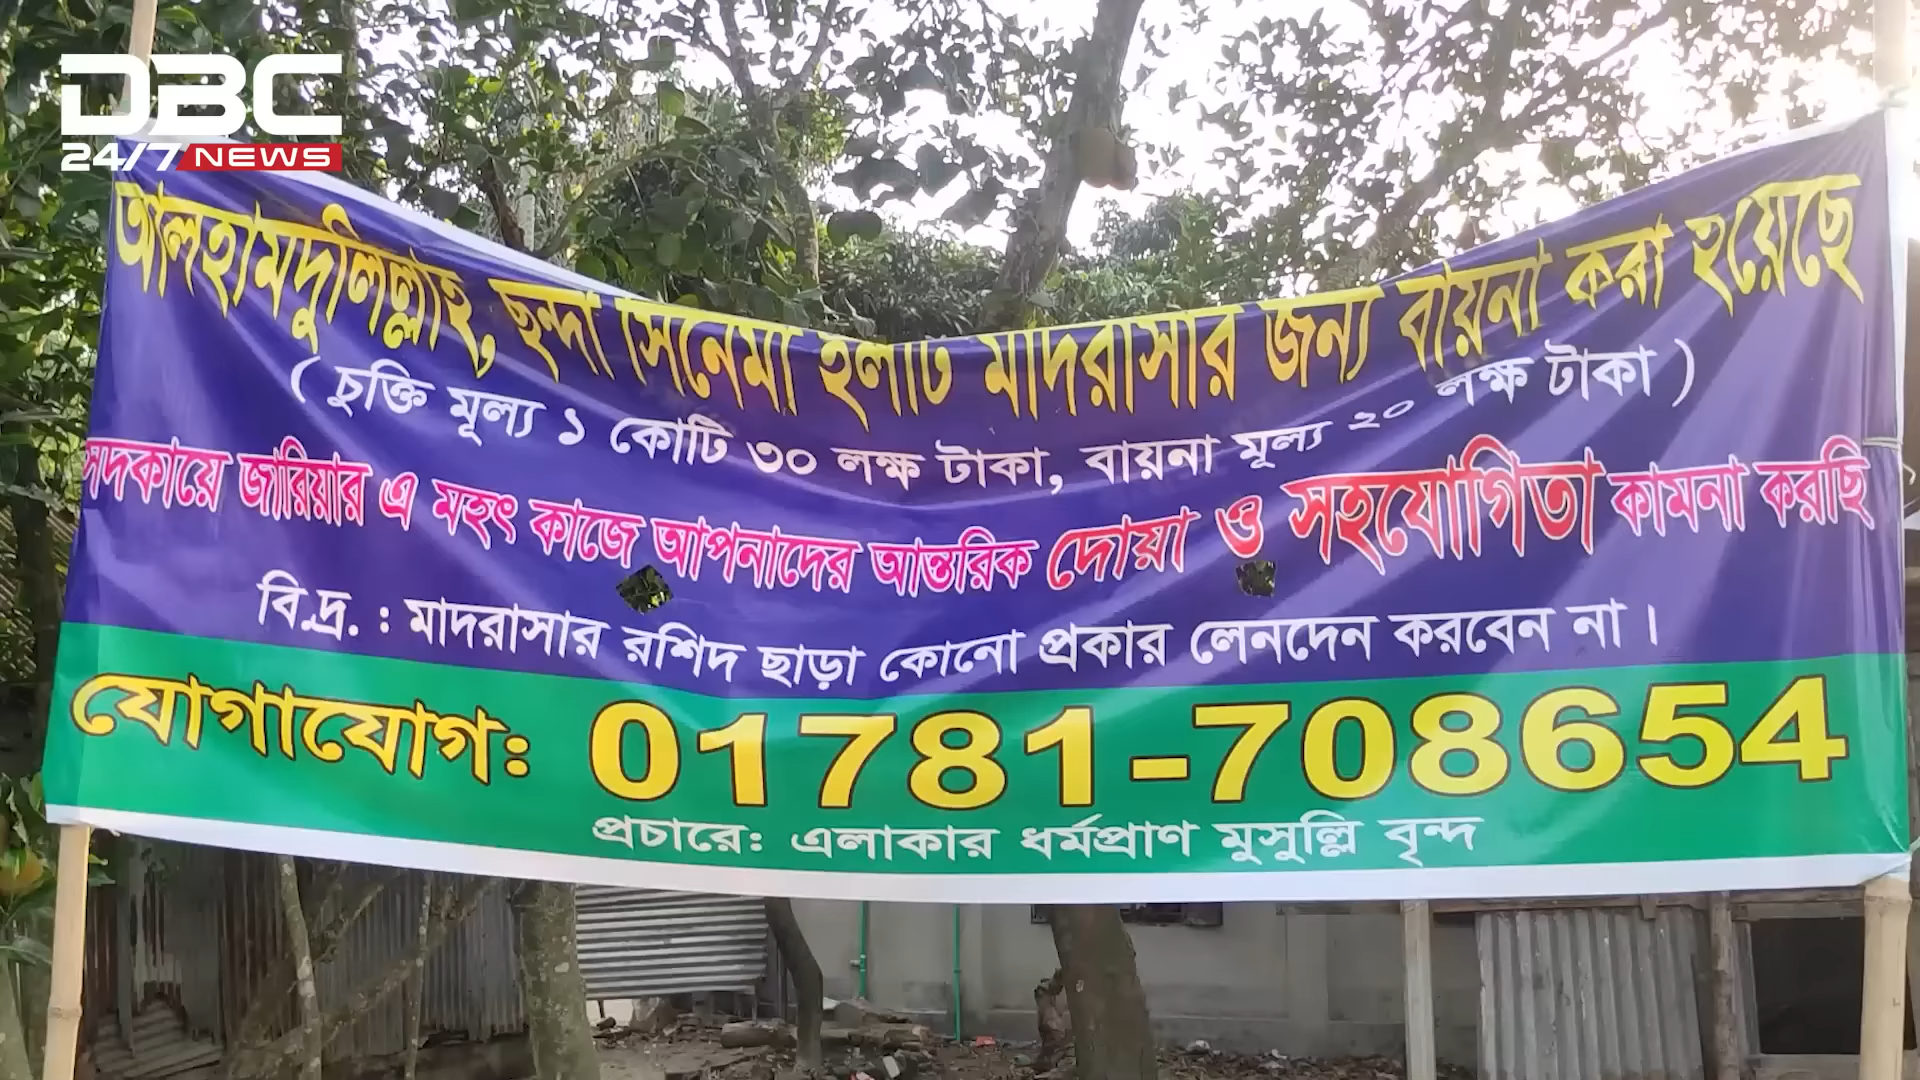 DBC
24/7 NEWS
আলহামদুলিল্লাহ, ছন্দা সিনেমা হলটি মাদরাসার জন্য বায়না করা হয়েছে
( চুক্তি মূল্য ১ কোটি ৩০ লক্ষ টাকা, বায়না মূল্য ২০ লক্ষ টাকা )
সদকায়ে জারিয়ার এ মহৎ কাজে আপনাদের আন্তরিক দোয়া ও সহযোগিতা কামনা করছি
বি.দ্র. : মাদরাসার রশিদ ছাড়া কোনো প্রকার লেনদেন করবেন না।
যোগাযোগঃ 01781-708654
প্রচারে: এলাকার ধর্মপ্রাণ মুসুল্লি বৃন্দ